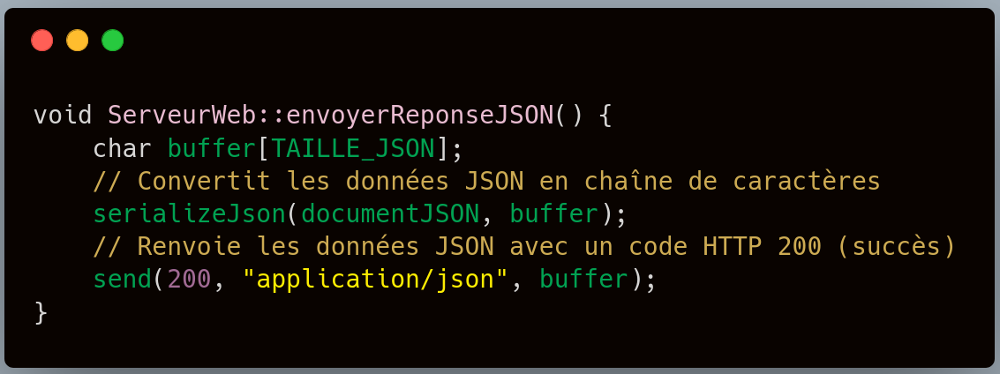 void ServeurWeb::envoyerReponseJSON() {
    char buffer[TAILLE_JSON];
    // Convertit les données JSON en chaîne de caractères
    serializeJson(documentJSON, buffer);
    // Renvoie les données JSON avec un code HTTP 200 (succès)
    send(200, "application/json", buffer);
}